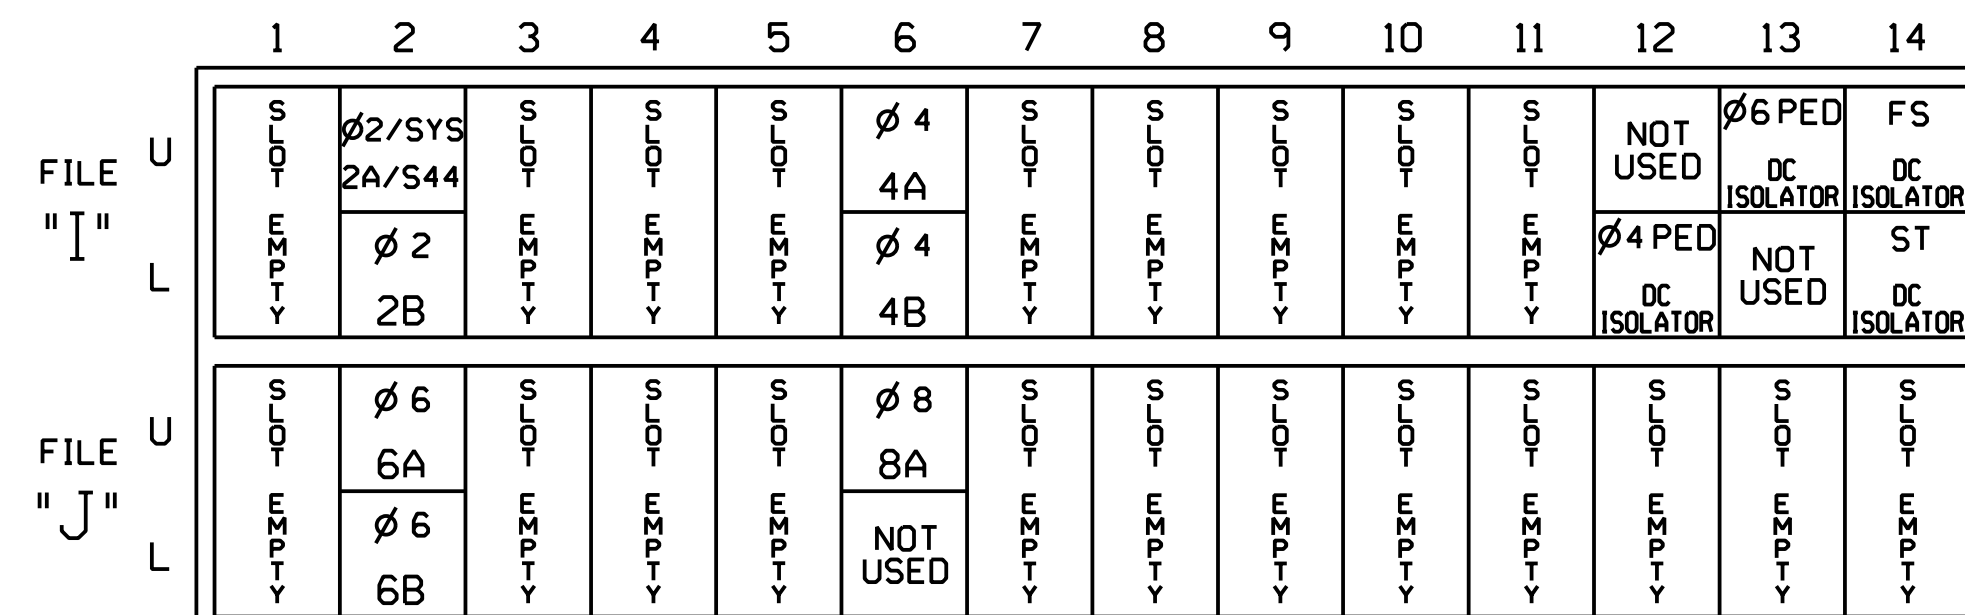 1 2 3 4 5 6 7 8 9 10 11 12 13 14
FILE "I"
U
L
SLOT EMPTY
Ø2/SYS
2A/S44
Ø 2
2B
SLOT EMPTY
SLOT EMPTY
SLOT EMPTY
Ø 4
4A
Ø 4
4B
SLOT EMPTY
SLOT EMPTY
SLOT EMPTY
SLOT EMPTY
SLOT EMPTY
NOT
USED
Ø4 PED
DC
ISOLATOR
Ø6 PED
DC
ISOLATOR
NOT
USED
FS
DC
ISOLATOR
ST
DC
ISOLATOR
FILE "J"
U
L
SLOT EMPTY
Ø 6
6A
Ø 6
6B
SLOT EMPTY
SLOT EMPTY
SLOT EMPTY
Ø 8
8A
NOT
USED
SLOT EMPTY
SLOT EMPTY
SLOT EMPTY
SLOT EMPTY
SLOT EMPTY
SLOT EMPTY
SLOT EMPTY
SLOT EMPTY